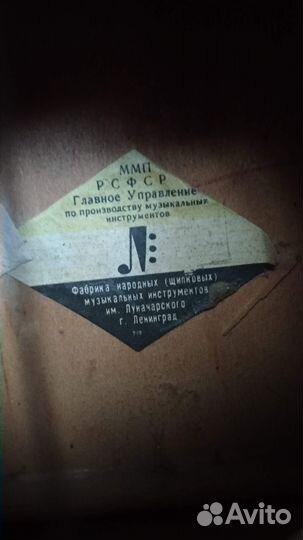 ММП
РСФСР
Главное Управление
по производству музыкальных
инструментов
Фабрика народных (щипковых)
музыкальных инструментов
им. Луначарского
г. Ленинград
Avito